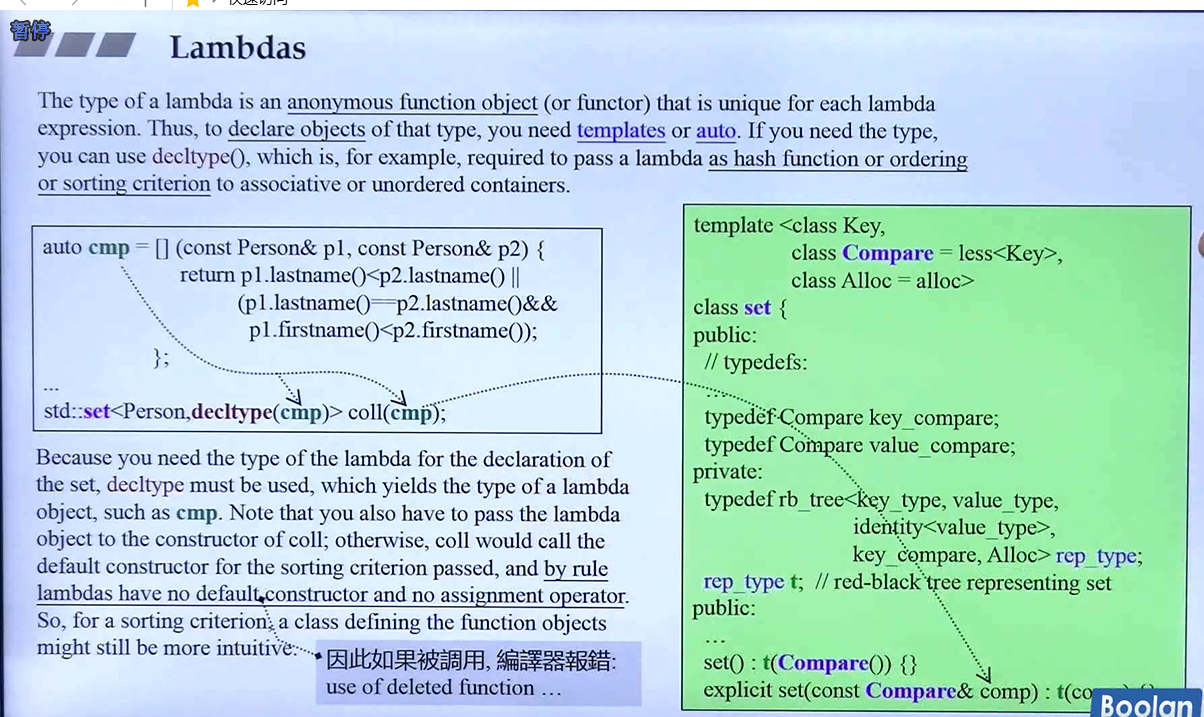 快速访问
暂停
Lambdas
The type of a lambda is an anonymous function object (or functor) that is unique for each lambda
expression. Thus, to declare objects of that type, you need templates or auto. If you need the type,
you can use decltype(), which is, for example, required to pass a lambda as hash function or ordering
or sorting criterion to associative or unordered containers.
auto cmp = [] (const Person& p1, const Person& p2) {
return p1.lastname()<p2.lastname() ||
(p1.lastname()==p2.lastname()&&
p1.firstname()<p2.firstname());
};
...
std::set<Person,decltype(cmp)> coll(cmp);
Because you need the type of the lambda for the declaration of
the set, decltype must be used, which yields the type of a lambda
object, such as cmp. Note that you also have to pass the lambda
object to the constructor of coll; otherwise, coll would call the
default constructor for the sorting criterion passed, and by rule
lambdas have no default constructor and no assignment operator.
So, for a sorting criterion, a class defining the function objects
might still be more intuitive.
因此如果被調用, 編譯器報錯:
use of deleted function …
template <class Key,
class Compare = less<Key>,
class Alloc = alloc>
class set {
public:
// typedefs:
...
typedef Compare key_compare;
typedef Compare value_compare;
private:
typedef rb_tree<key_type, value_type,
identity<value_type>,
key_compare, Alloc> rep_type;
rep_type t; // red-black tree representing set
public:
...
set() : t(Compare()) {}
explicit set(const Compare& comp) : t(co
Boolan